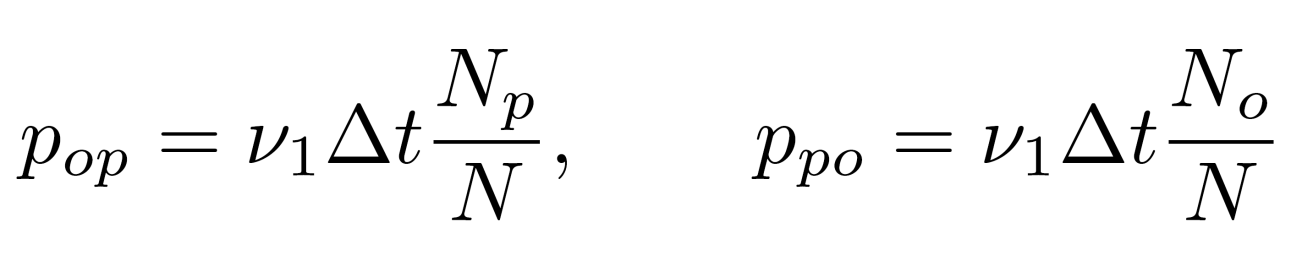 p_{op} = \nu_1 \Delta t \frac{N_p}{N}, \qquad p_{po} = \nu_1 \Delta t \frac{N_o}{N}